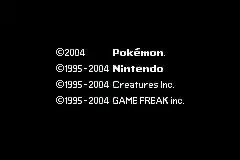 ©2004 Pokémon.
©1995-2004 Nintendo
©1995-2004 Creatures Inc.
©1995-2004 GAME FREAK inc.